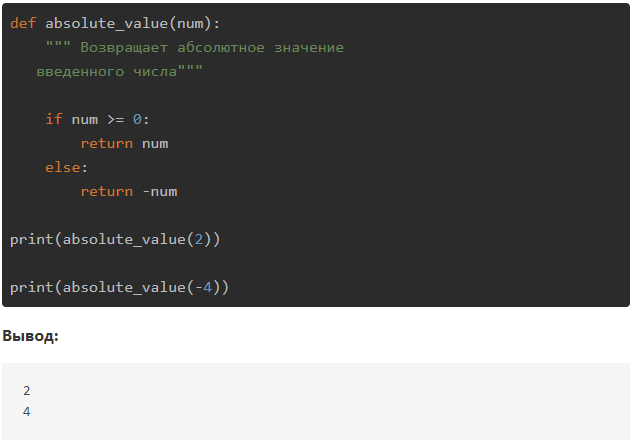 def absolute_value(num):
    """ Возвращает абсолютное значение
   введенного числа"""
    if num >= 0:
        return num
    else:
        return -num
print(absolute_value(2))
print(absolute_value(-4))
Вывод:
2
4